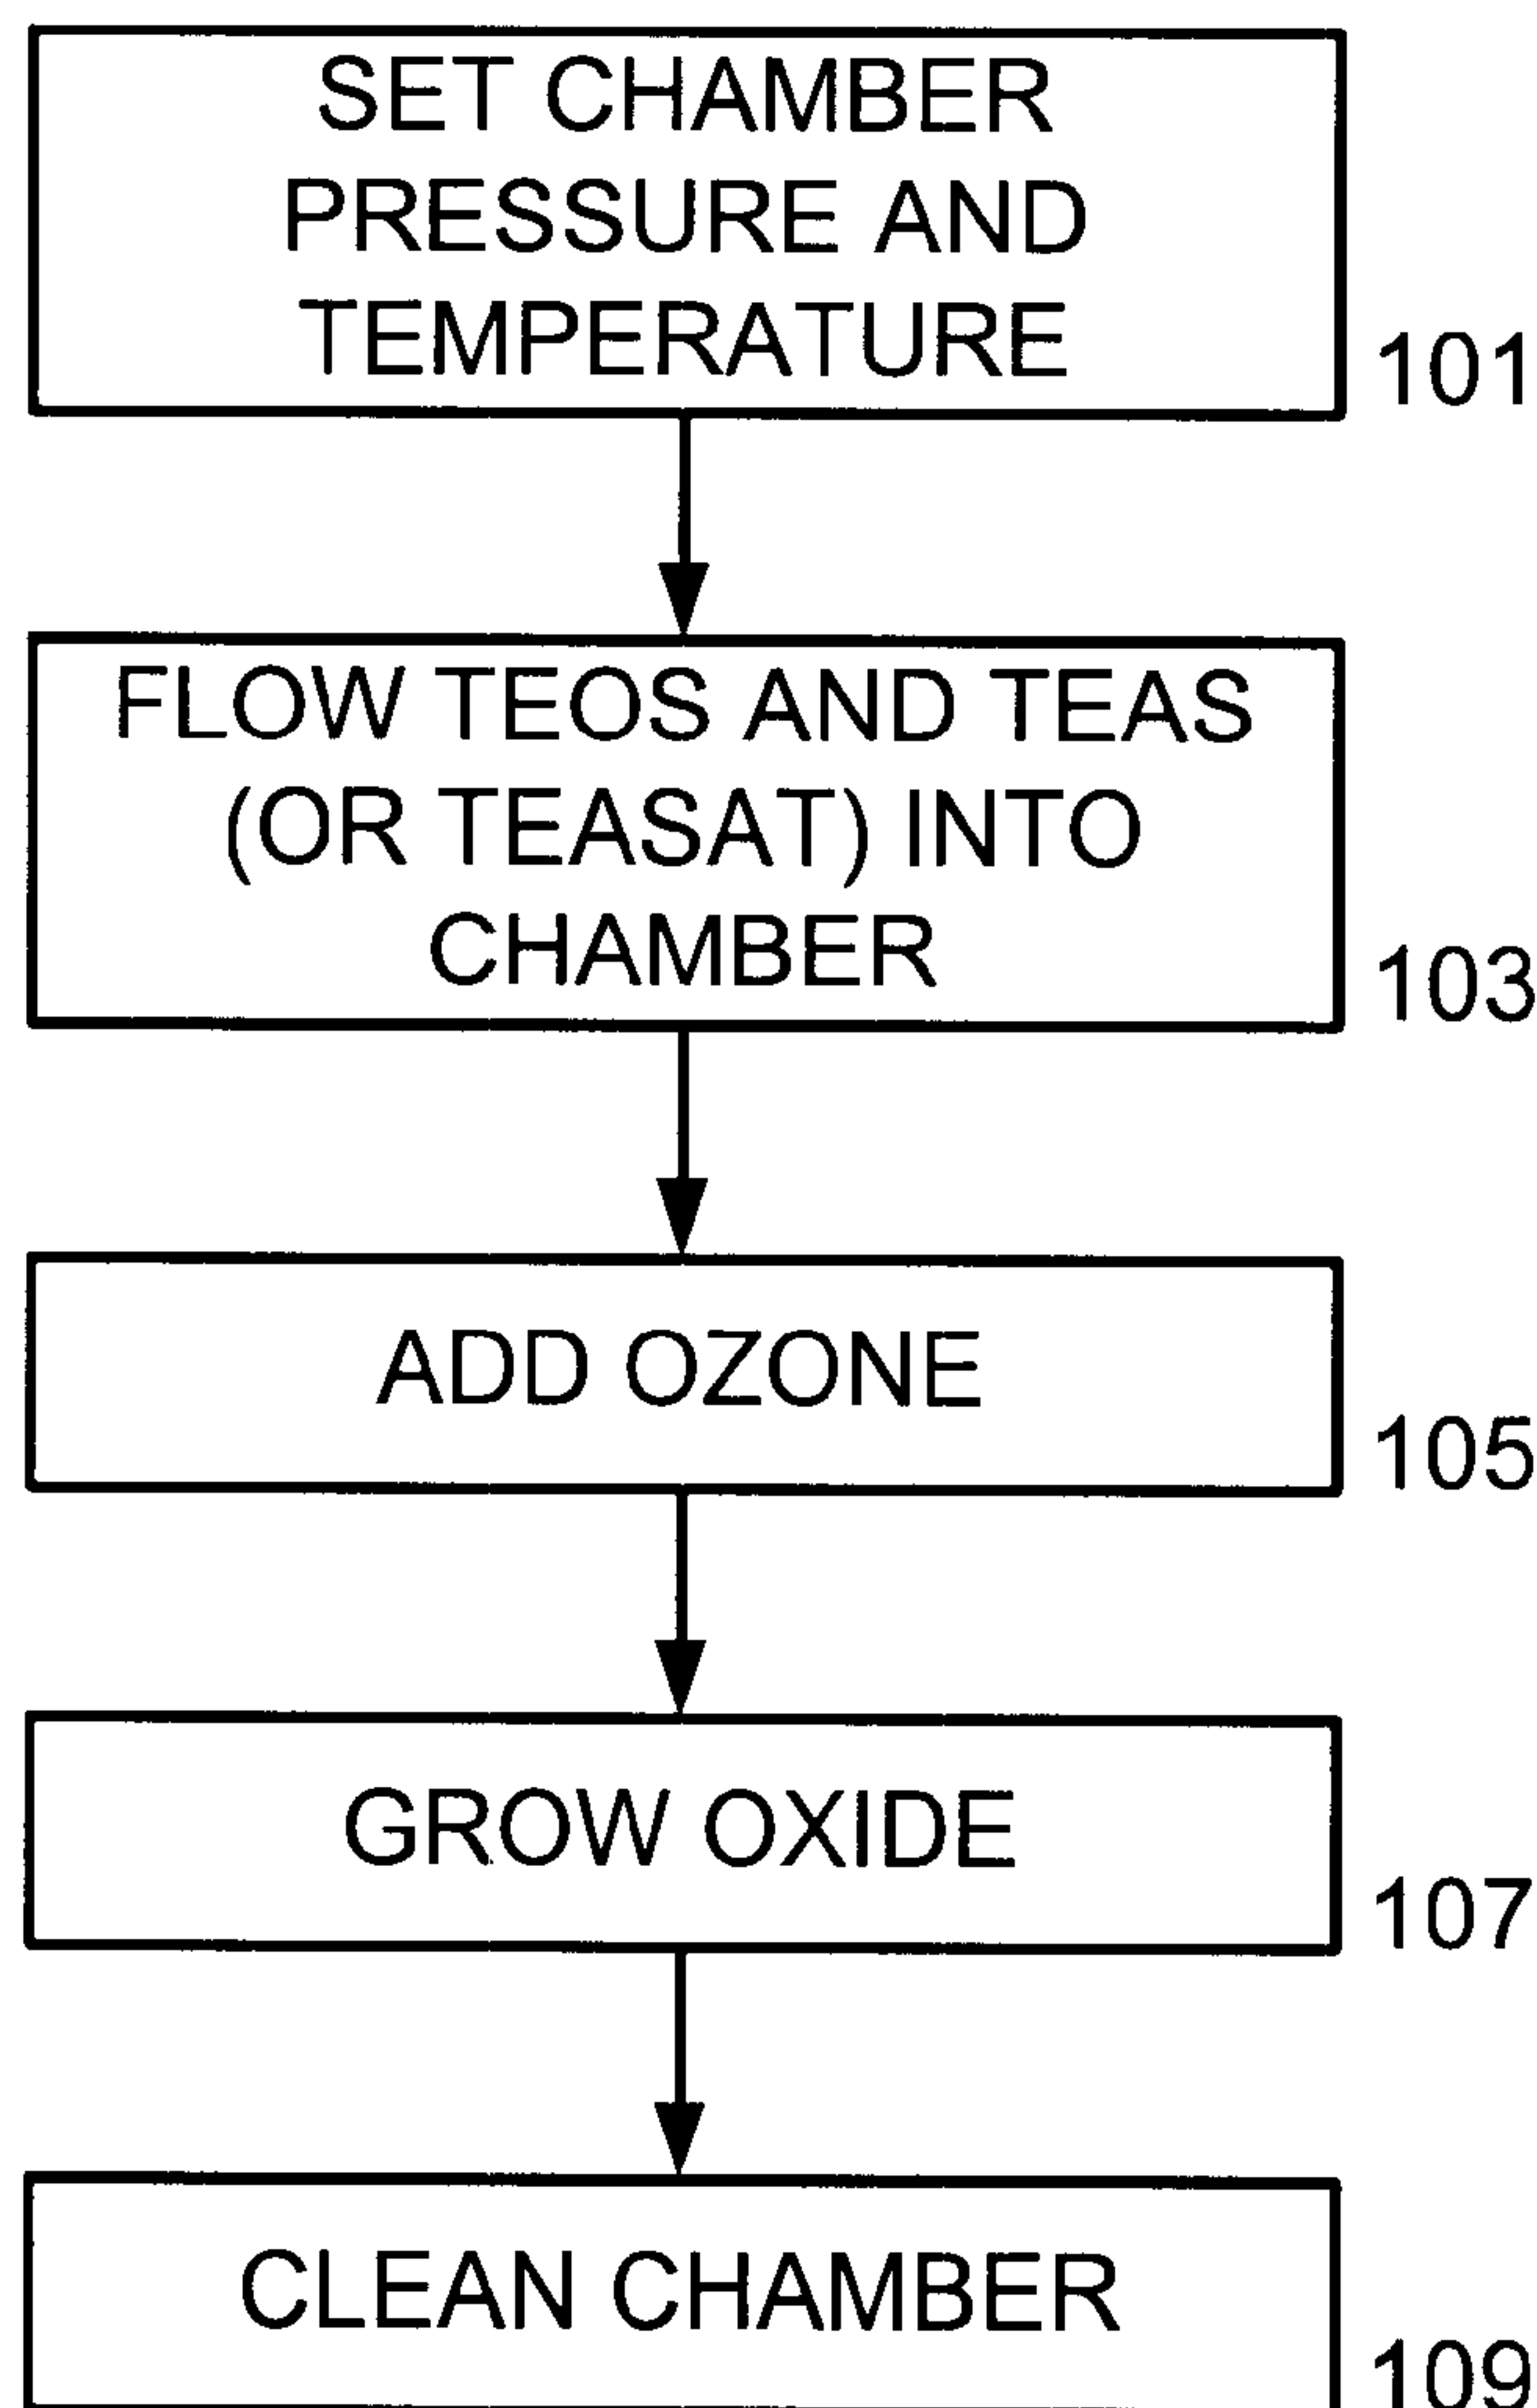 SET CHAMBER
PRESSURE AND
TEMPERATURE
101
FLOW TEOS AND TEAS
(OR TEASAT) INTO
CHAMBER
103
ADD OZONE
105
GROW OXIDE
107
CLEAN CHAMBER
109